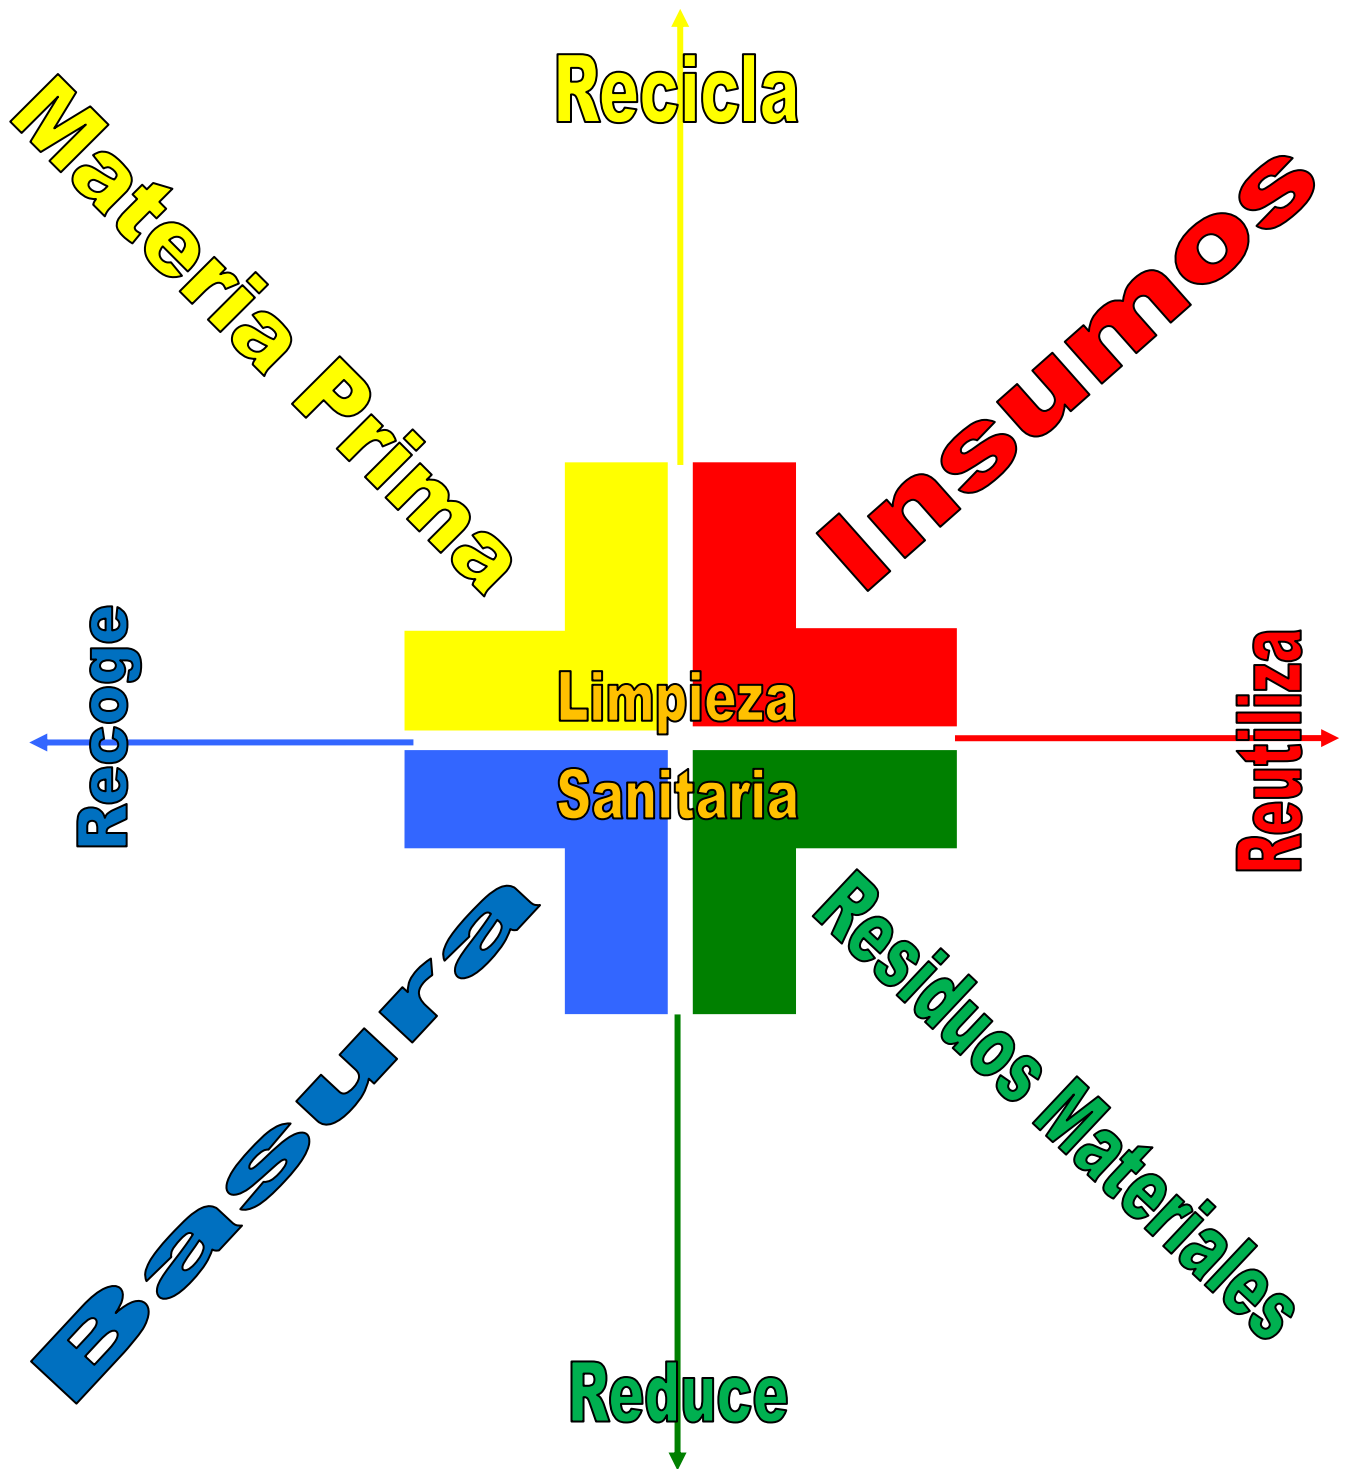 Recicla
Materia Prima
Insumos
Recoge
Limpieza
Sanitaria
Reutiliza
Basura
Residuos Materiales
Reduce